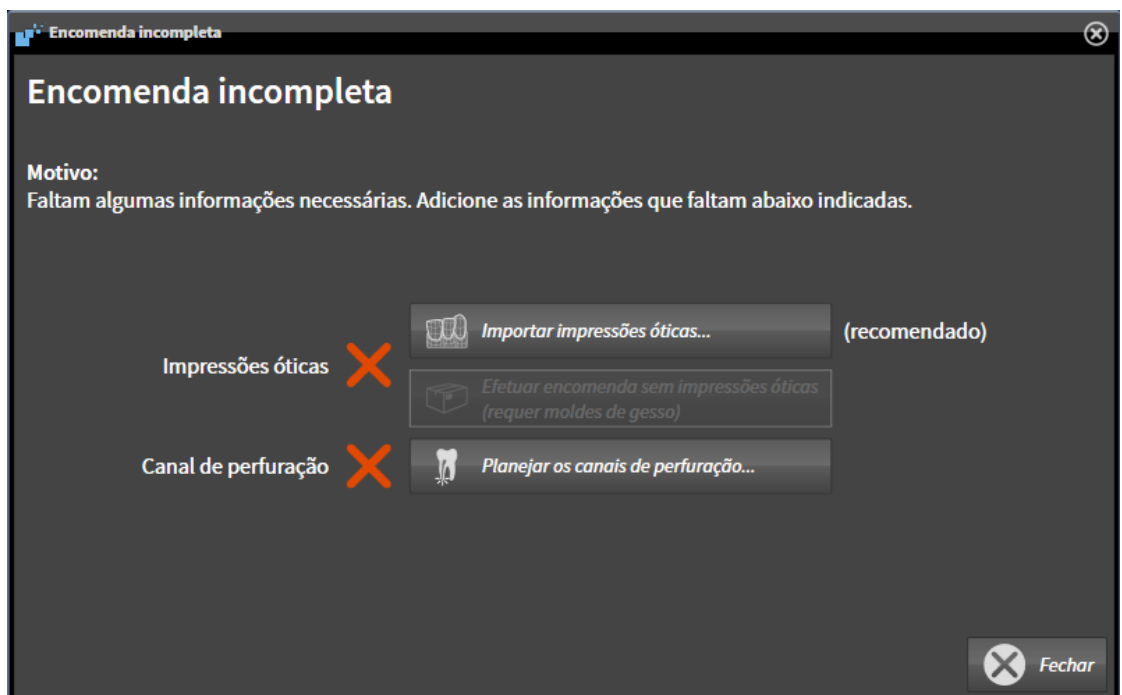 Encomenda incompleta
Encomenda incompleta
Motivo:
Faltam algumas informações necessárias. Adicione as informações que faltam abaixo indicadas.
Impressões óticas
Importar impressões óticas...
(recomendado)
Efetuar encomenda sem impressões óticas
(requer moldes de gesso)
Canal de perfuração
Planejar os canais de perfuração...
Fechar